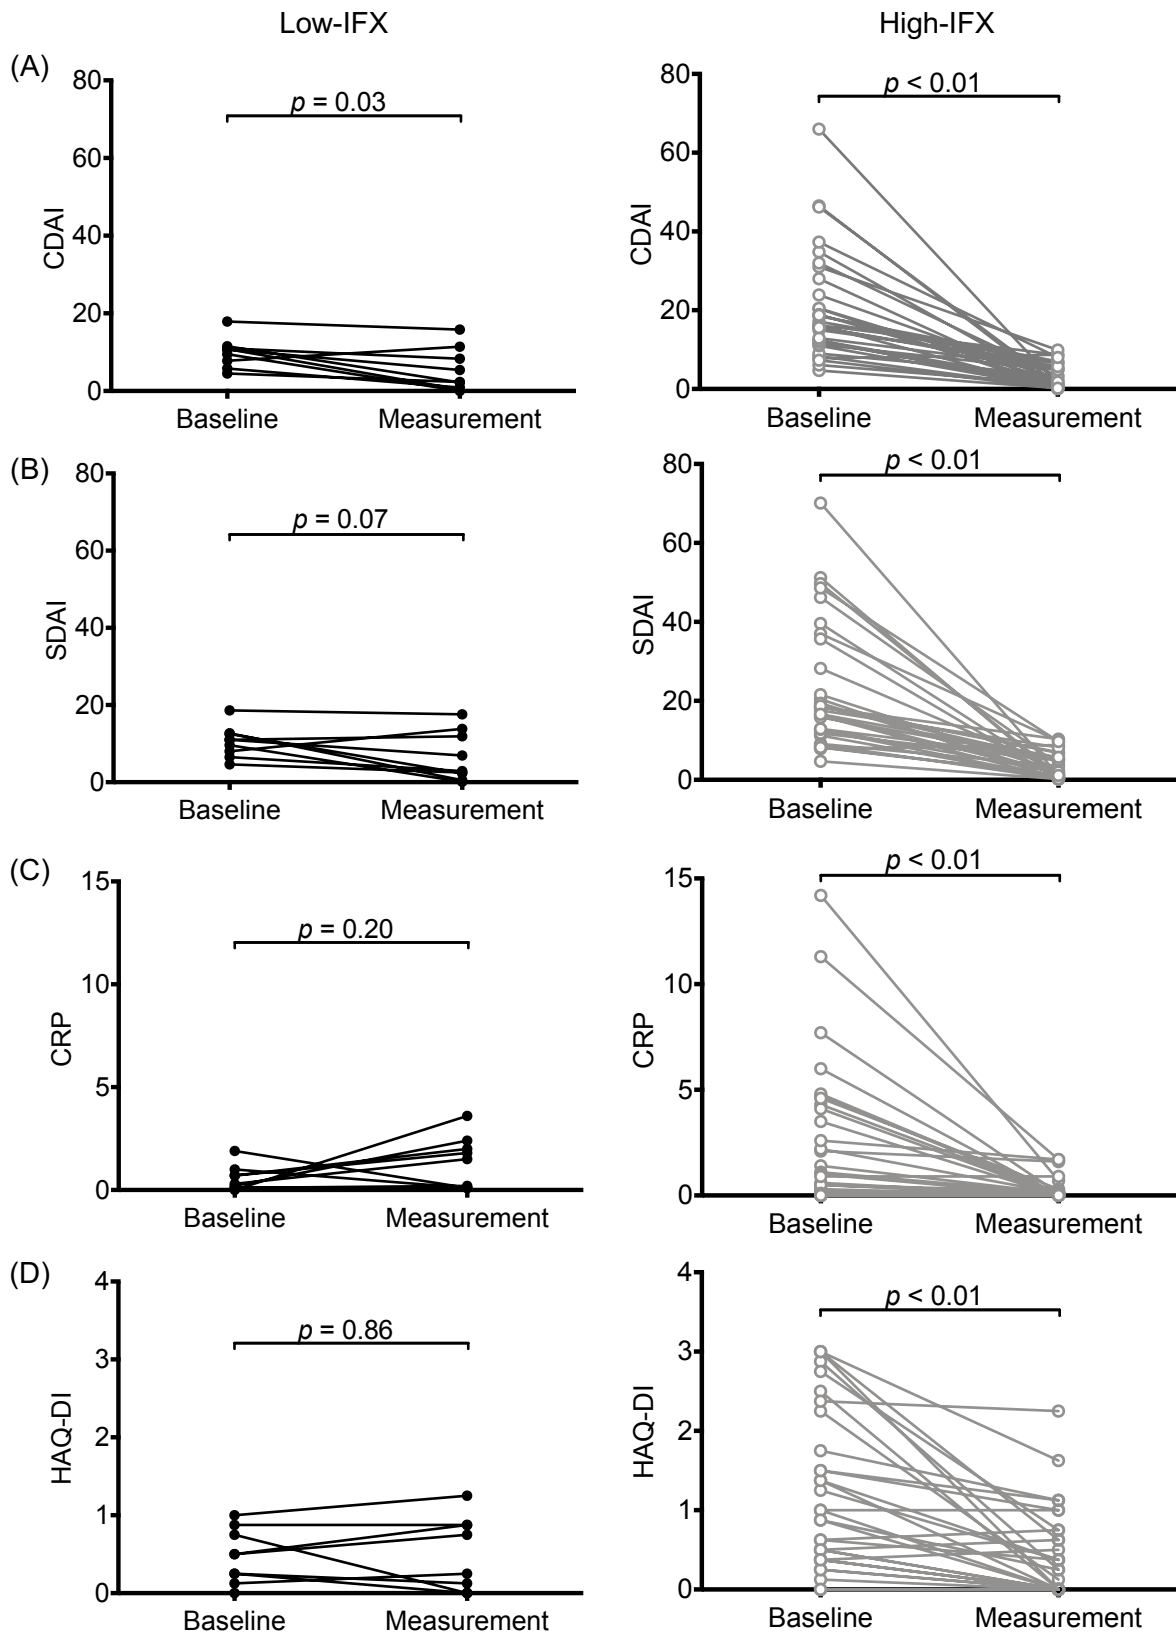 Low-IFX
High-IFX
(A)
80
60
40
20
0
CDAI
p = 0.03
Baseline
Measurement
80
60
40
20
0
CDAI
p < 0.01
Baseline
Measurement
(B)
80
60
40
20
0
SDAI
p = 0.07
Baseline
Measurement
80
60
40
20
0
SDAI
p < 0.01
Baseline
Measurement
(C)
15
10
5
0
CRP
p = 0.20
Baseline
Measurement
15
10
5
0
CRP
p < 0.01
Baseline
Measurement
(D)
4
3
2
1
0
HAQ-DI
p = 0.86
Baseline
Measurement
4
3
2
1
0
HAQ-DI
p < 0.01
Baseline
Measurement